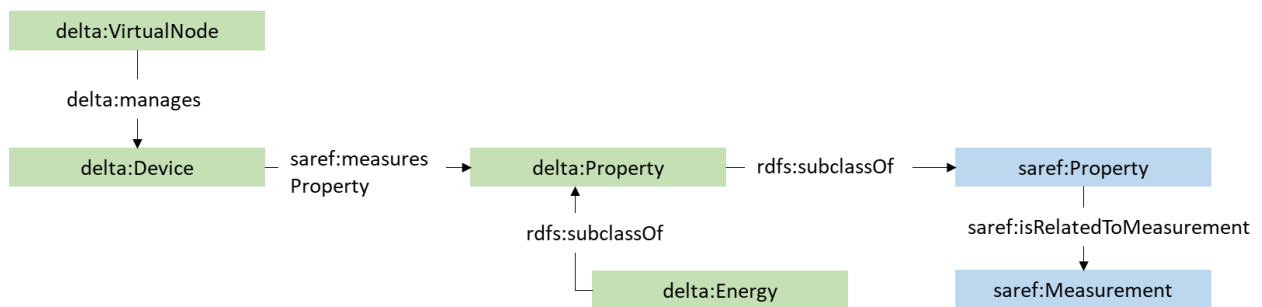 delta:VirtualNode
delta:manages
delta:Device
saref:measures
Property
delta:Property
rdfs:subclassOf
saref:Property
rdfs:subclassOf
saref:isRelatedToMeasurement
delta:Energy
saref:Measurement